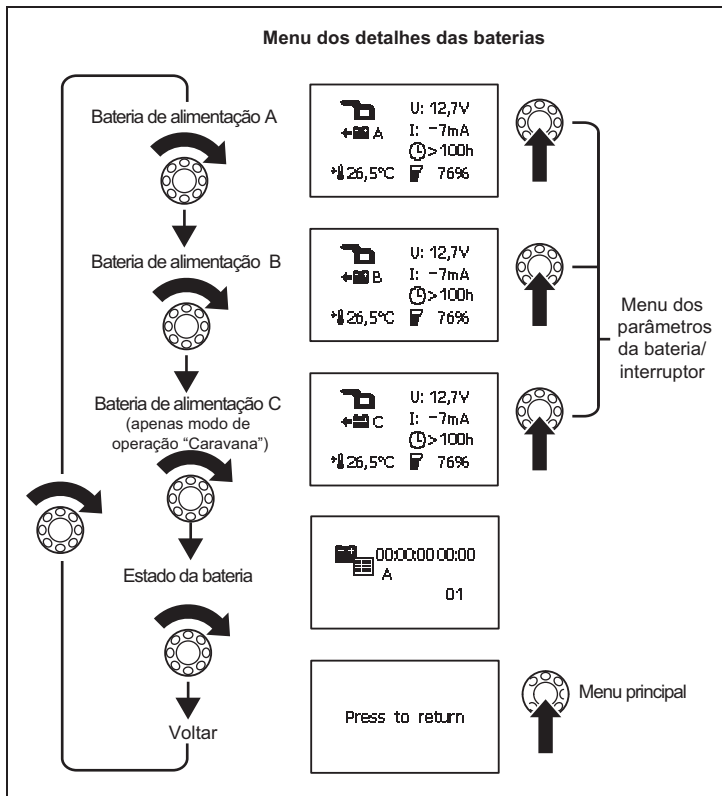 Menu dos detalhes das baterias
Bateria de alimentação A
U: 12,7V
A
I: -7mA
>100h
26,5°C
76%
Bateria de alimentação B
U: 12,7V
B
I: -7mA
>100h
26,5°C
76%
Menu dos
parâmetros
da bateria/
interruptor
Bateria de alimentação C
(apenas modo de
operação “Caravana”)
U: 12,7V
C
I: -7mA
>100h
26,5°C
76%
Estado da bateria
00:00:00 00:00
A
01
Voltar
Press to return
Menu principal